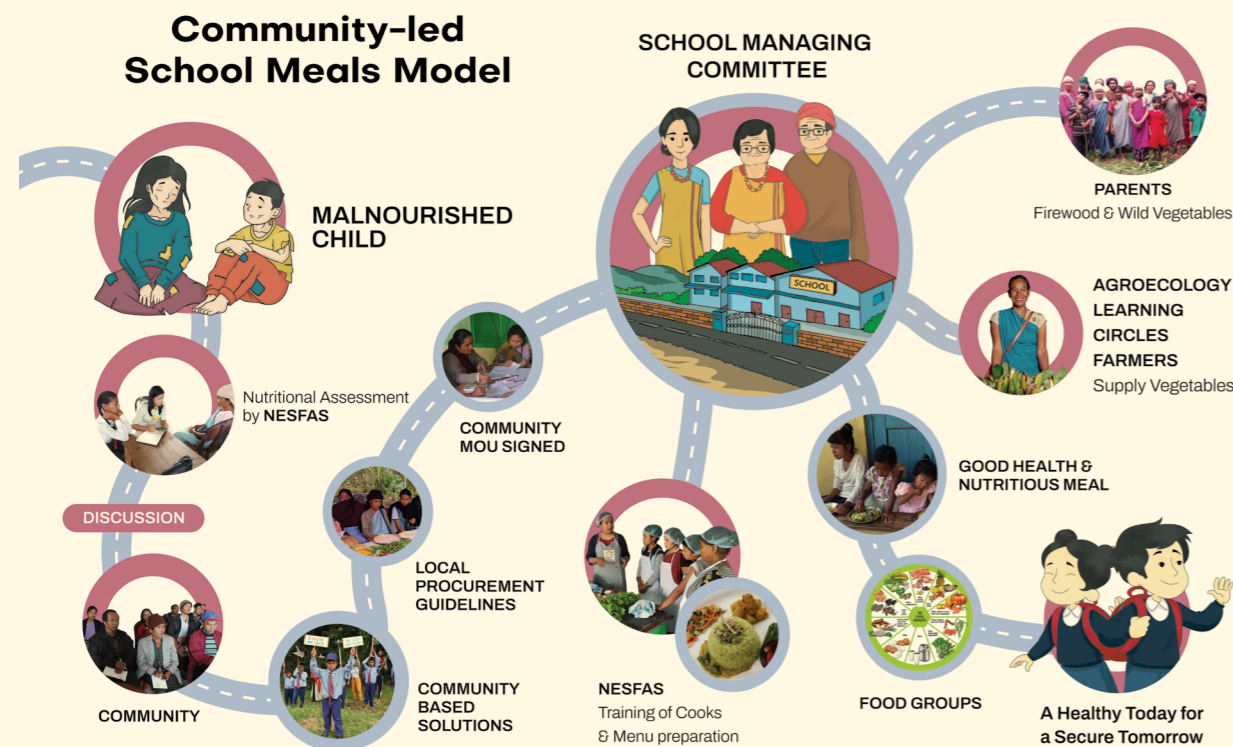 Community-led
School Meals Model
MALNOURISHED
CHILD
Nutritional Assessment
by NESFAS
DISCUSSION
COMMUNITY
COMMUNITY
BASED
SOLUTIONS
LOCAL
PROCUREMENT
GUIDELINES
COMMUNITY
MOU SIGNED
SCHOOL MANAGING
COMMITTEE
SCHOOL
PARENTS
Firewood & Wild Vegetables
AGROECOLOGY
LEARNING
CIRCLES
FARMERS
Supply Vegetables
NESFAS
Training of Cooks
& Menu preparation
GOOD HEALTH &
NUTRITIOUS MEAL
FOOD GROUPS
A Healthy Today for
a Secure Tomorrow